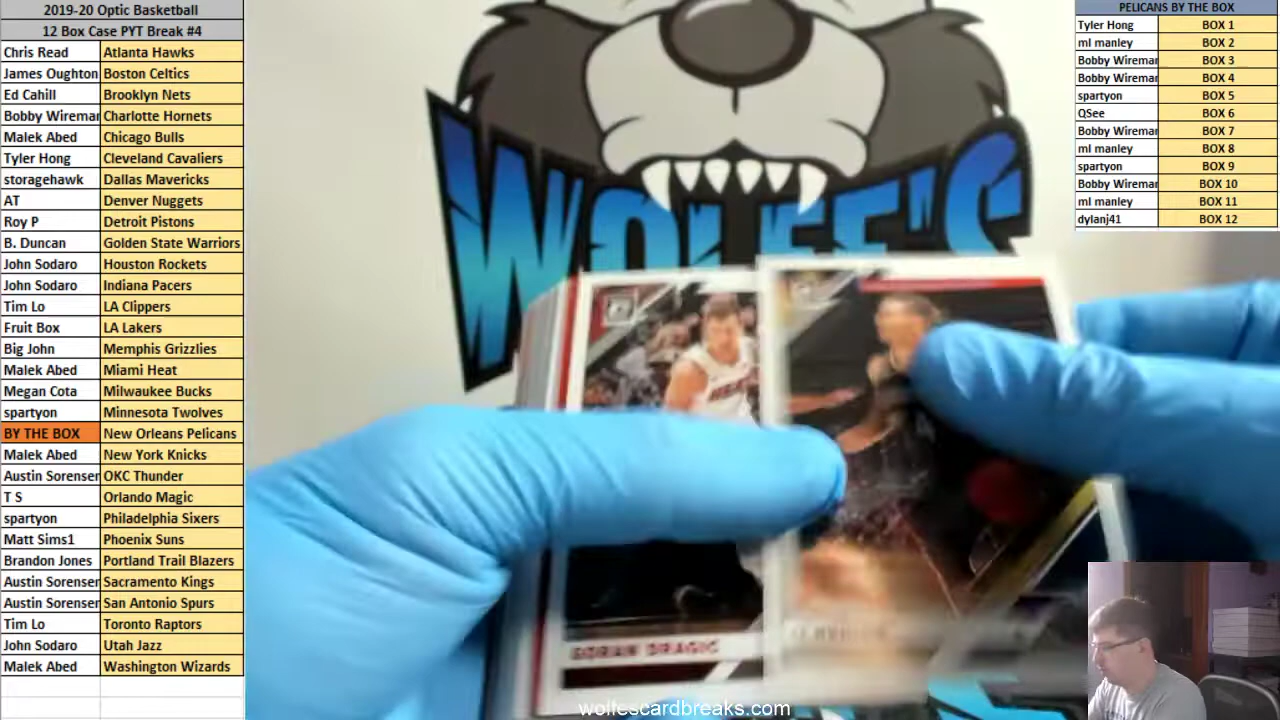 2019-20 Optic Basketball
12 Box Case PYT Break #4
Chris Read Atlanta Hawks
James Oughton Boston Celtics
Ed Cahill Brooklyn Nets
Bobby Wireman Charlotte Hornets
Malek Abed Chicago Bulls
Tyler Hong Cleveland Cavaliers
storagehawk Dallas Mavericks
AT Denver Nuggets
Roy P Detroit Pistons
B. Duncan Golden State Warriors
John Sodaro Houston Rockets
John Sodaro Indiana Pacers
Tim Lo LA Clippers
Fruit Box LA Lakers
Big John Memphis Grizzlies
Malek Abed Miami Heat
Megan Cota Milwaukee Bucks
spartyon Minnesota Twolves
BY THE BOX New Orleans Pelicans
Malek Abed New York Knicks
Austin Sorensen OKC Thunder
T S Orlando Magic
spartyon Philadelphia Sixers
Matt Sims1 Phoenix Suns
Brandon Jones Portland Trail Blazers
Austin Sorensen Sacramento Kings
Austin Sorensen San Antonio Spurs
Tim Lo Toronto Raptors
John Sodaro Utah Jazz
Malek Abed Washington Wizards
PELICANS BY THE BOX
Tyler Hong BOX 1
ml manley BOX 2
Bobby Wireman BOX 3
Bobby Wireman BOX 4
spartyon BOX 5
QSee BOX 6
Bobby Wireman BOX 7
ml manley BOX 8
spartyon BOX 9
Bobby Wireman BOX 10
ml manley BOX 11
dylanj41 BOX 12
WOLFE'S
GORAN DRAGIC
wolfescardbreaks.com